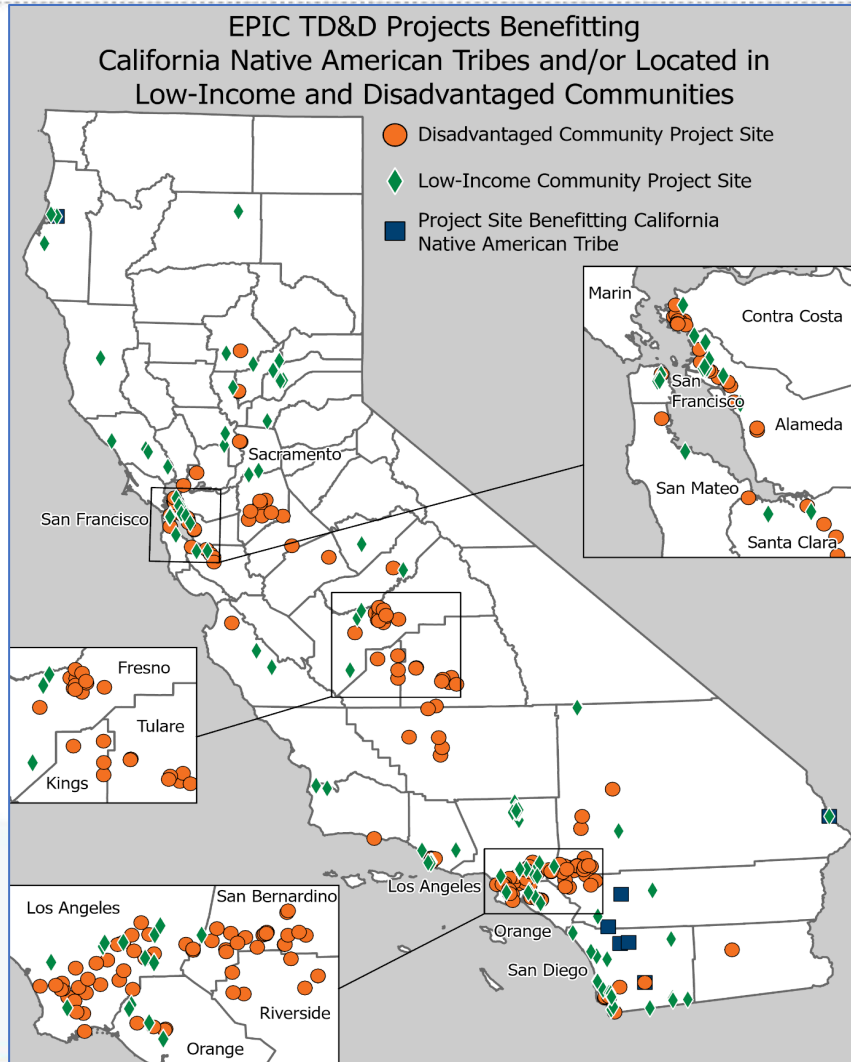 EPIC TD&D Projects Benefitting
California Native American Tribes and/or Located in
Low-Income and Disadvantaged Communities
Disadvantaged Community Project Site
Low-Income Community Project Site
Project Site Benefitting California
Native American Tribe
Marin
Contra Costa
San
Francisco
Alameda
San Mateo
Santa Clara
Sacramento
San Francisco
Fresno
Tulare
Kings
Los Angeles
Orange
San Diego
Los Angeles
San Bernardino
Riverside
Orange